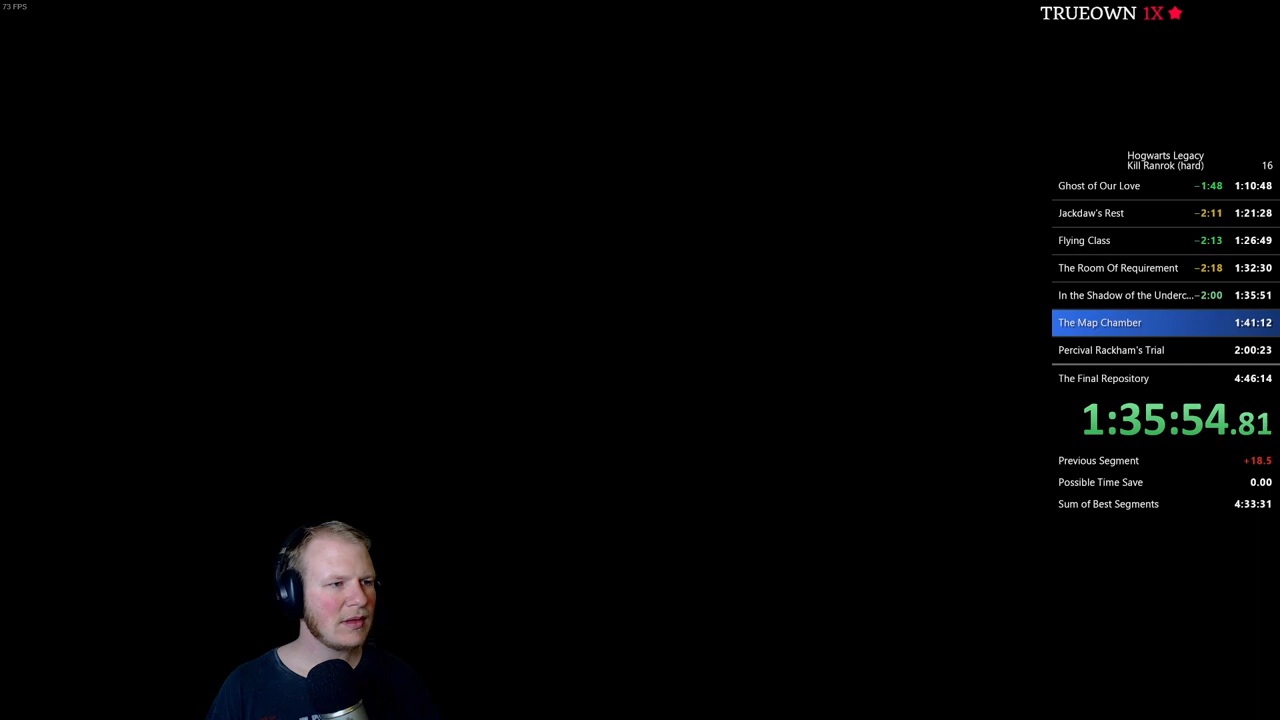 73 FPS
TRUEOWN 1X
Hogwarts Legacy
Kill Ranrok (hard) 16
Ghost of Our Love −1:48 1:10:48
Jackdaw's Rest −2:11 1:21:28
Flying Class −2:13 1:26:49
The Room Of Requirement −2:18 1:32:30
In the Shadow of the Underc... −2:00 1:35:51
The Map Chamber 1:41:12
Percival Rackham's Trial 2:00:23
The Final Repository 4:46:14
1:35:54.81
Previous Segment +18.5
Possible Time Save 0.00
Sum of Best Segments 4:33:31